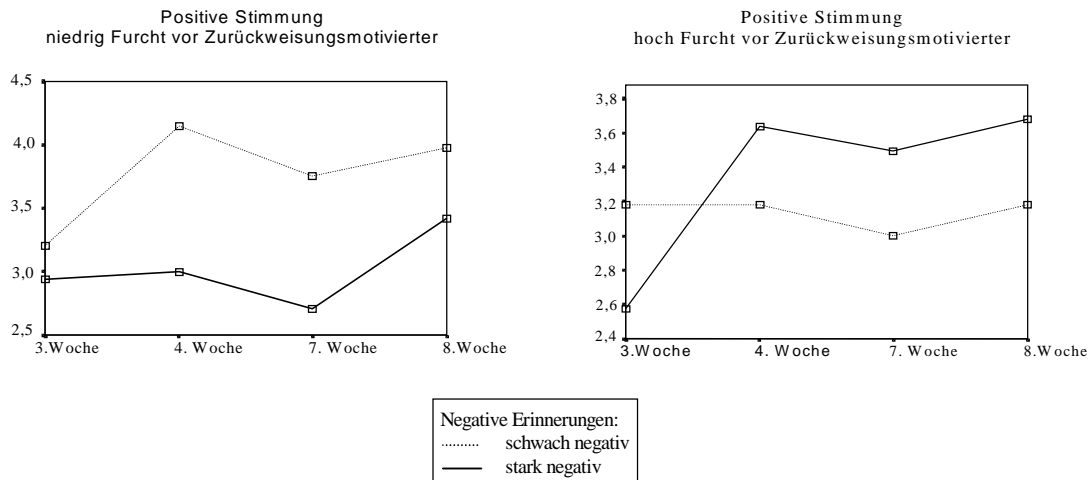 Positive Stimmung
niedrig Furcht vor Zurückweisungsmotivierter
4,5
4,0
3,5
3,0
2,5
3.Woche 4. Woche 7. Woche 8.Woche
Positive Stimmung
hoch Furcht vor Zurückweisungsmotivierter
3,8
3,6
3,4
3,2
3,0
2,8
2,6
2,4
3.Woche 4. Woche 7. Woche 8.Woche
Negative Erinnerungen:
schwach negativ
stark negativ